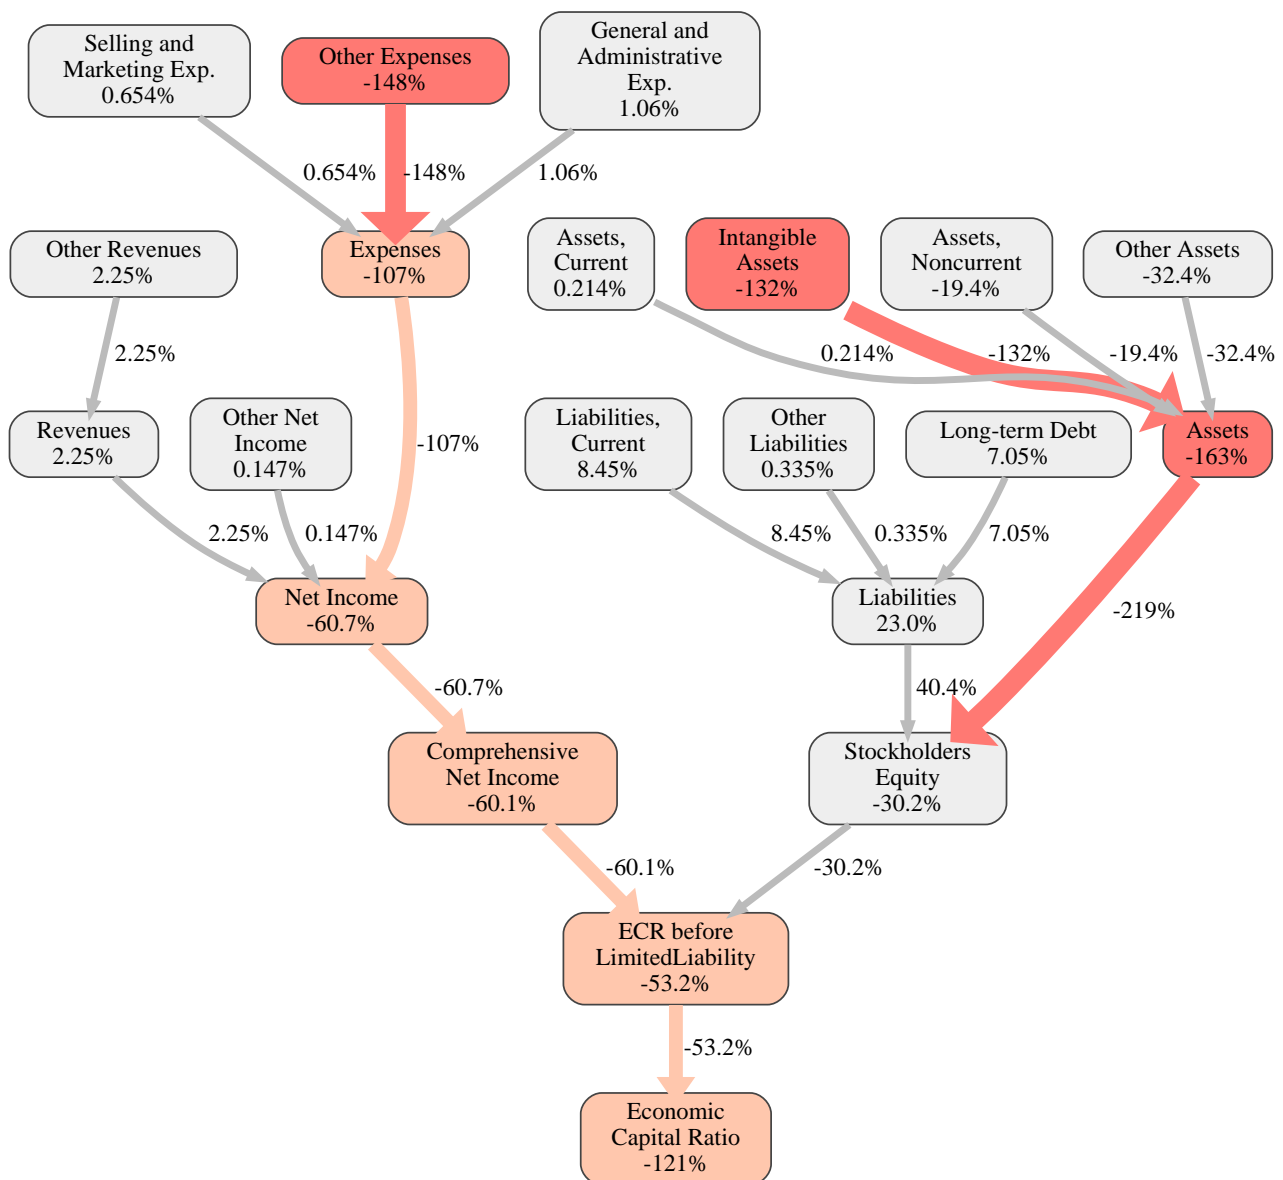 Selling and
Marketing Exp.
0.654%
Other Expenses
-148%
General and
Administrative
Exp.
1.06%
0.654%
-148%
1.06%
Other Revenues
2.25%
Expenses
-107%
Assets,
Current
0.214%
Intangible
Assets
-132%
Assets,
Noncurrent
-19.4%
Other Assets
-32.4%
2.25%
0.214%
-132%
-19.4%
-32.4%
Revenues
2.25%
Other Net
Income
0.147%
-107%
Liabilities,
Current
8.45%
Other
Liabilities
0.335%
Long-term Debt
7.05%
Assets
-163%
2.25%
0.147%
8.45%
0.335%
7.05%
Net Income
-60.7%
Liabilities
23.0%
-219%
-60.7%
40.4%
Comprehensive
Net Income
-60.1%
Stockholders
Equity
-30.2%
-60.1%
-30.2%
ECR before
LimitedLiability
-53.2%
-53.2%
Economic
Capital Ratio
-121%